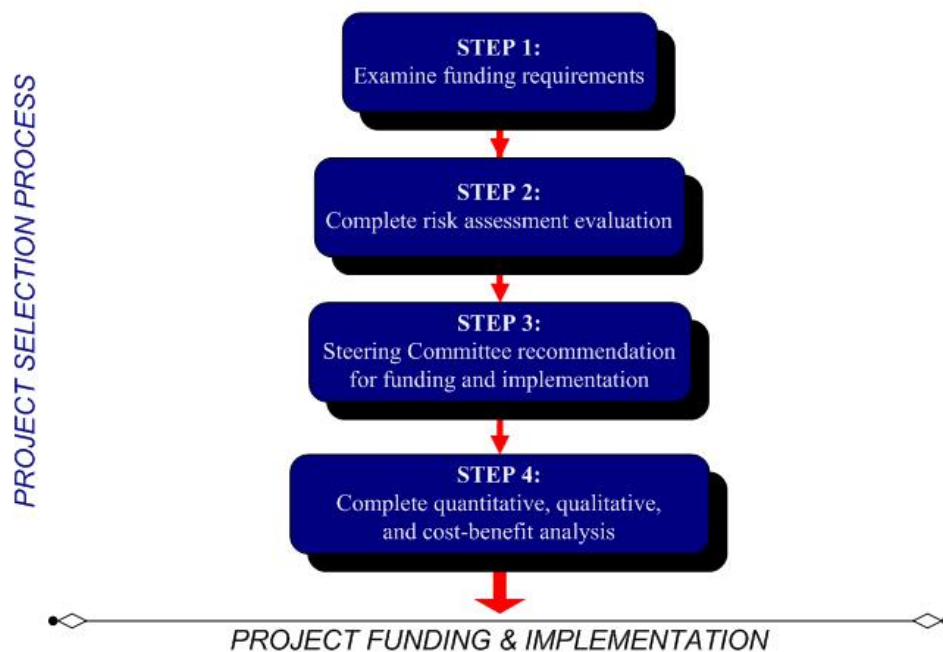 PROJECT SELECTION PROCESS
STEP 1:
Examine funding requirements
STEP 2:
Complete risk assessment evaluation
STEP 3:
Steering Committee recommendation
for funding and implementation
STEP 4:
Complete quantitative, qualitative,
and cost-benefit analysis
PROJECT FUNDING & IMPLEMENTATION